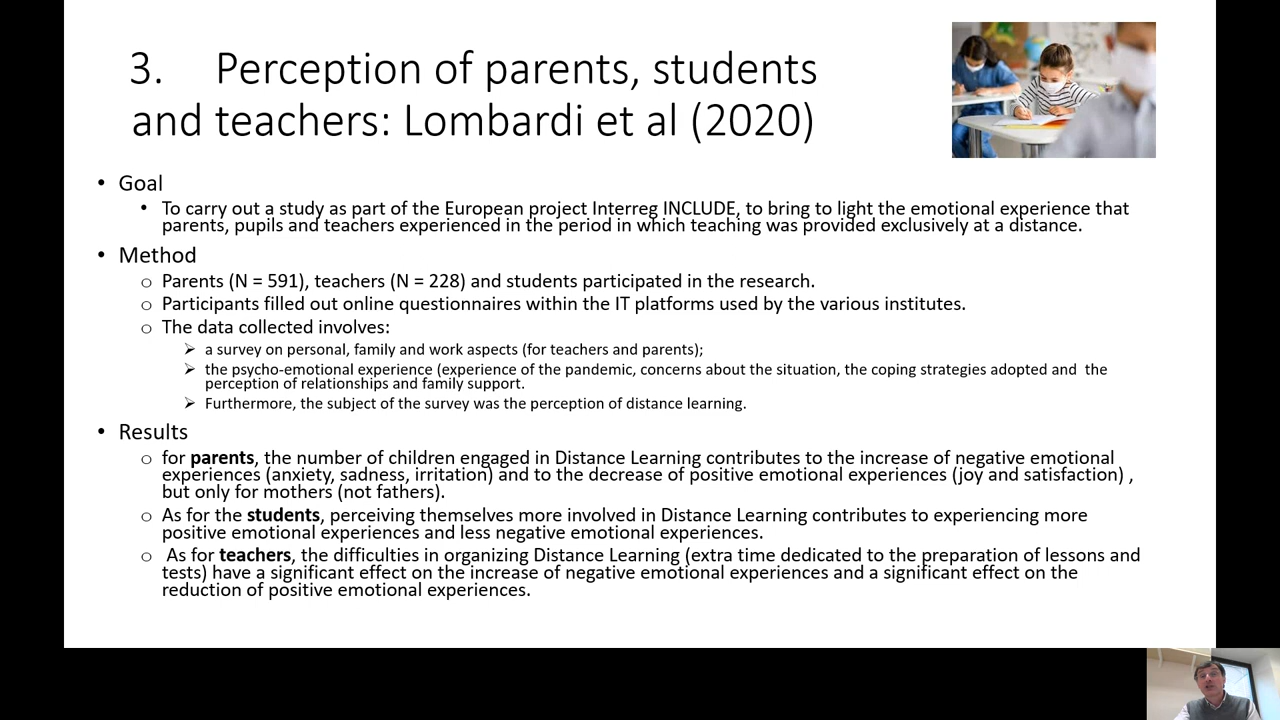 3. Perception of parents, students
and teachers: Lombardi et al (2020)
• Goal
• To carry out a study as part of the European project Interreg INCLUDE, to bring to light the emotional experience that
parents, pupils and teachers experienced in the period in which teaching was provided exclusively at a distance.
• Method
o Parents (N = 591), teachers (N = 228) and students participated in the research.
o Participants filled out online questionnaires within the IT platforms used by the various institutes.
o The data collected involves:
➢ a survey on personal, family and work aspects (for teachers and parents);
➢ the psycho-emotional experience (experience of the pandemic, concerns about the situation, the coping strategies adopted and the
perception of relationships and family support.
➢ Furthermore, the subject of the survey was the perception of distance learning.
• Results
o for parents, the number of children engaged in Distance Learning contributes to the increase of negative emotional
experiences (anxiety, sadness, irritation) and to the decrease of positive emotional experiences (joy and satisfaction) ,
but only for mothers (not fathers).
o As for the students, perceiving themselves more involved in Distance Learning contributes to experiencing more
positive emotional experiences and less negative emotional experiences.
o As for teachers, the difficulties in organizing Distance Learning (extra time dedicated to the preparation of lessons and
tests) have a significant effect on the increase of negative emotional experiences and a significant effect on the
reduction of positive emotional experiences.